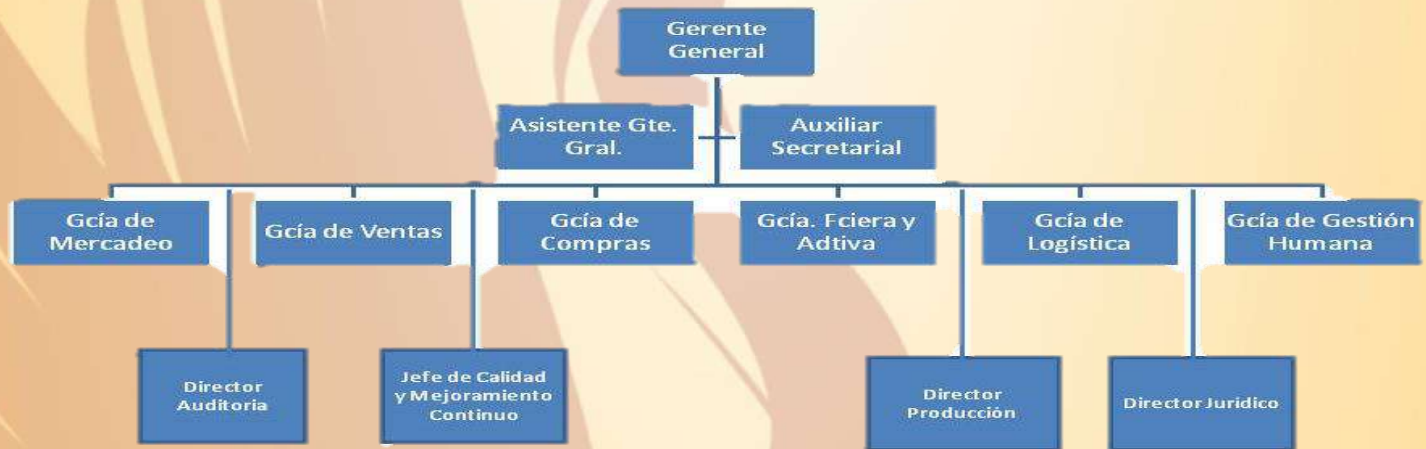 Gerente
General
Asistente Gte.
Gral.
Auxiliar
Secretarial
Gcía de
Mercadeo
Gcía de Ventas
Gcía de
Compras
Gcía. Fciera y
Adtiva
Gcía de
Logística
Gcía de Gestión
Humana
Director
Auditoria
Jefe de Calidad
y Mejoramiento
Continuo
Director
Producción
Director Jurídico